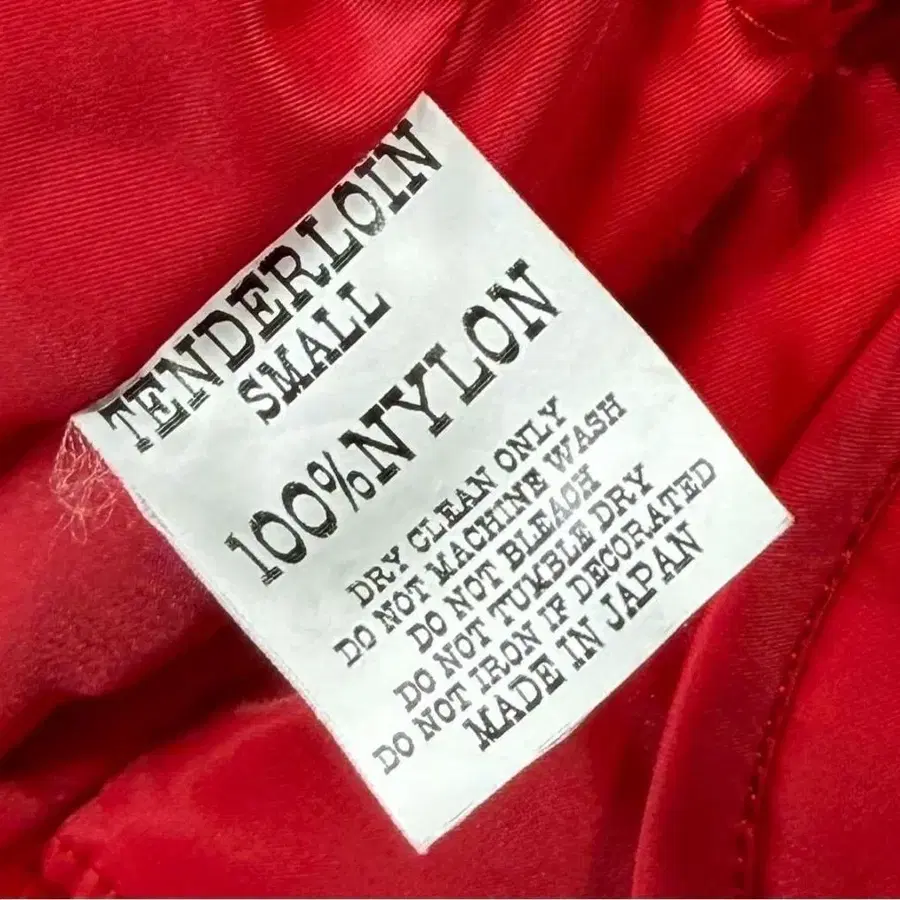 TENDERLOIN
SMALL
100%NYLON
DRY CLEAN ONLY
DO NOT MACHINE WASH
DO NOT BLEACH
DO NOT TUMBLE DRY
DO NOT IRON IF DECORATED
MADE IN JAPAN